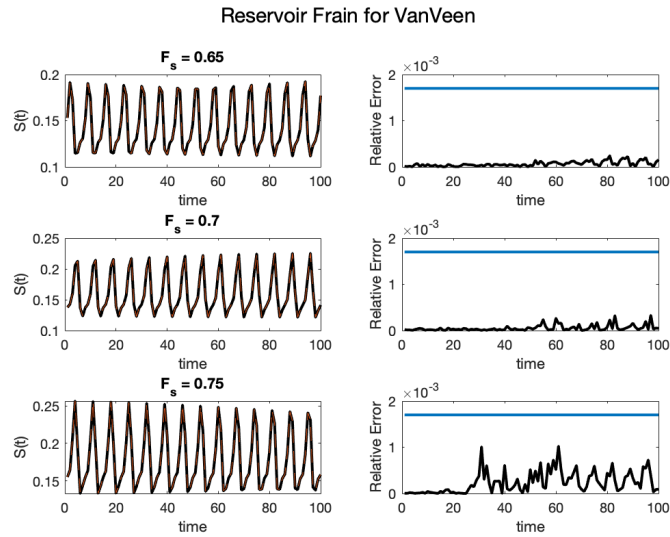 Reservoir Frain for VanVeen
F_s = 0.65
0.2
0.15
0.1
S(t)
0 20 40 60 80 100
time
×10^-3
2
1
0
Relative Error
0 20 40 60 80 100
time
F_s = 0.7
0.25
0.2
0.15
0.1
S(t)
0 20 40 60 80 100
time
×10^-3
2
1
0
Relative Error
0 20 40 60 80 100
time
F_s = 0.75
0.25
0.2
0.15
S(t)
0 20 40 60 80 100
time
×10^-3
2
1
0
Relative Error
0 20 40 60 80 100
time